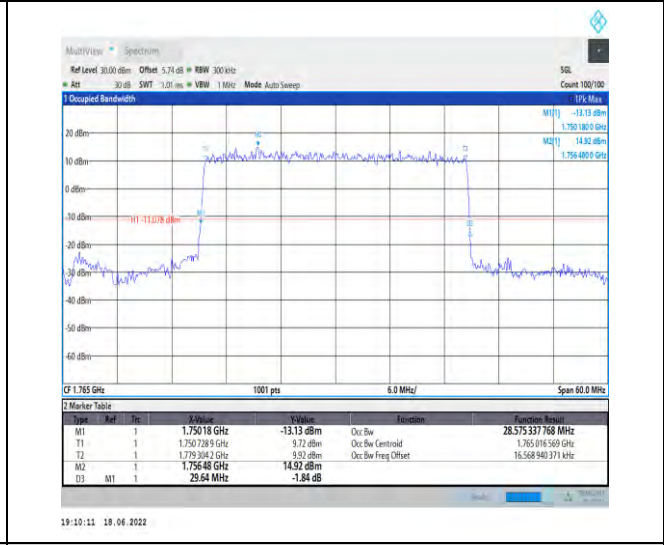 MultiView Spectrum
Ref Level 30.00 dBm Offset 5.74 dB RBW 300 kHz SGL
Att 30 dB SWT 1.01 ms VBW 1 MHz Mode Auto Sweep Count 100/100
1 Occupied Bandwidth 1Pk Max
M1[1] -13.13 dBm
1.750 180 0 GHz
M2[1] 14.92 dBm
1.756 480 0 GHz
20 dBm
M2
T1 T2
10 dBm
0 dBm
-10 dBm H1 -11.078 dBm M1
D3
-20 dBm
-30 dBm
-40 dBm
-50 dBm
-60 dBm
CF 1.765 GHz 1001 pts 6.0 MHz/ Span 60.0 MHz
2 Marker Table
Type Ref Trc X-Value Y-Value Function Function Result
M1 1 1.75018 GHz -13.13 dBm Occ Bw 28.575 337 768 MHz
T1 1 1.750 728 9 GHz 9.72 dBm Occ Bw Centroid 1.765 016 569 GHz
T2 1 1.779 304 2 GHz 9.92 dBm Occ Bw Freq Offset 16.568 940 371 kHz
M2 1 1.75648 GHz 14.92 dBm
D3 M1 1 29.64 MHz -1.84 dB
19:10:11 18.06.2022